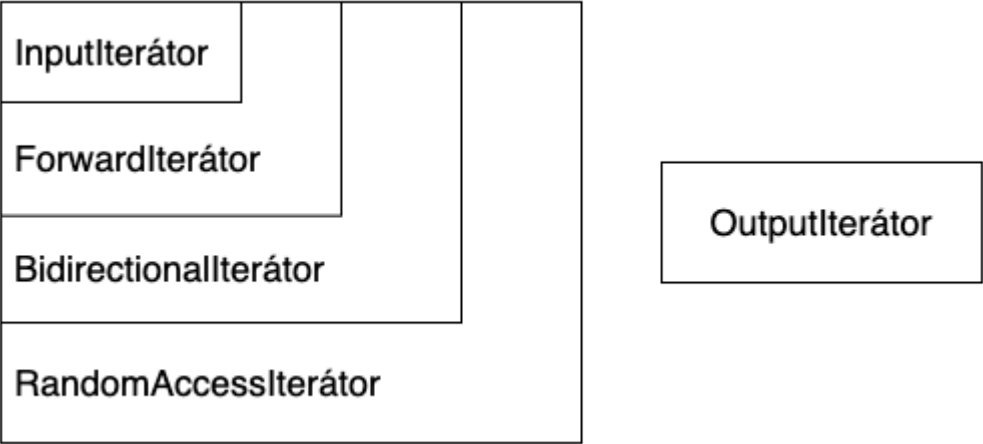 InputIterátor
ForwardIterátor
BidirectionalIterátor
RandomAccessIterátor
OutputIterátor